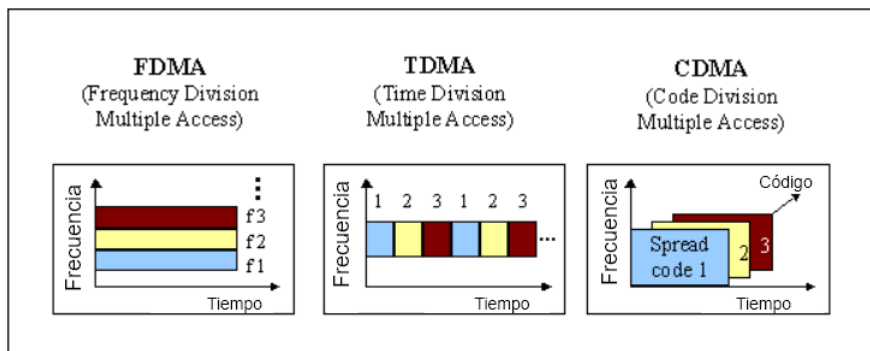 FDMA
(Frequency Division
Multiple Access)
TDMA
(Time Division
Multiple Access)
CDMA
(Code Division
Multiple Access)
Frecuencia
f3
f2
f1
Tiempo
Frecuencia
1 2 3 1 2 3
...
Tiempo
Frecuencia
Código
Spread
code 1
2
3
Tiempo